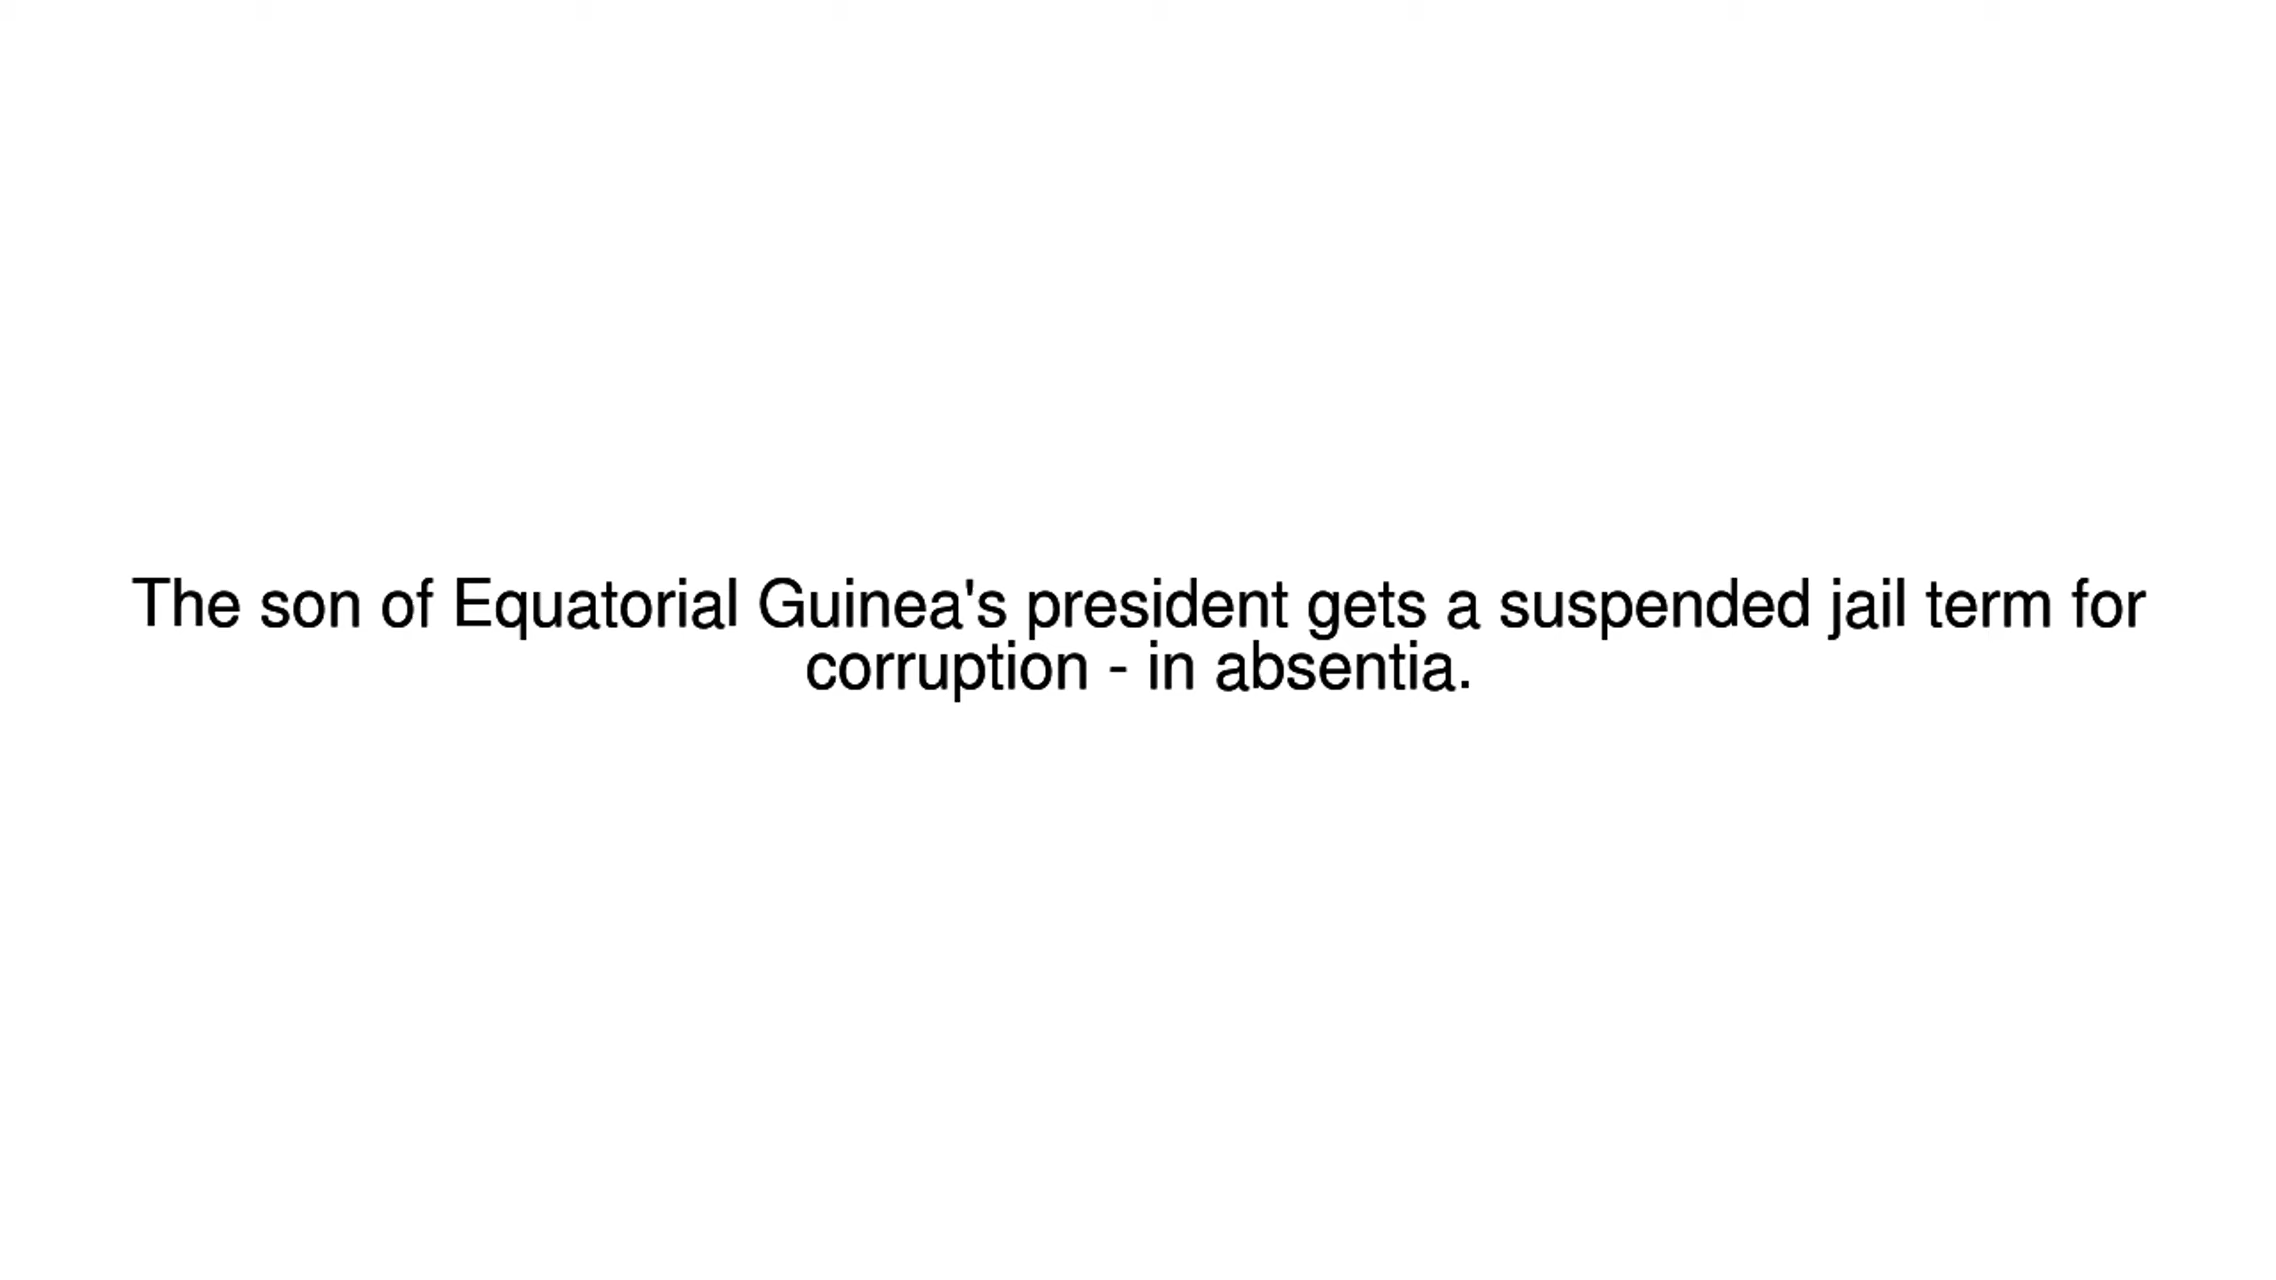 The son of Equatorial Guinea's president gets a suspended jail term for
corruption - in absentia.